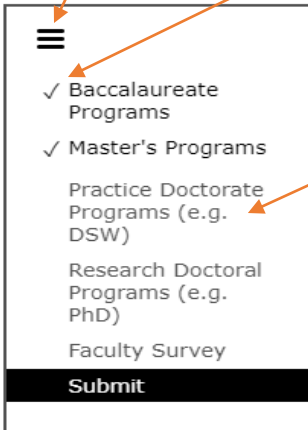 ✓ Baccalaureate
Programs
✓ Master's Programs
Practice Doctorate
Programs (e.g.
DSW)
Research Doctoral
Programs (e.g.
PhD)
Faculty Survey
Submit